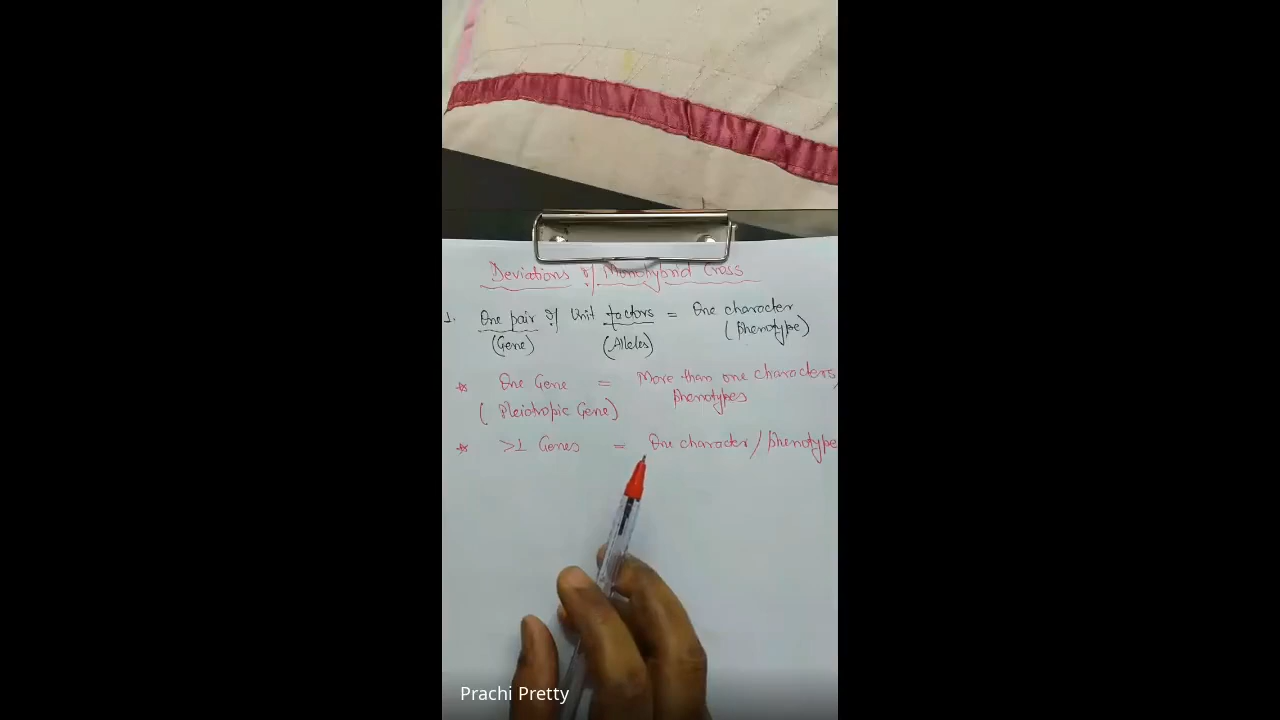 Deviations of Monohybrid Cross
1. One pair of Unit factors = One character
(Gene) (Alleles) (Phenotype)
* One Gene = More than one characters/
(Pleiotropic Gene) phenotypes
* >1 Genes = One character/phenotype
Prachi Pretty